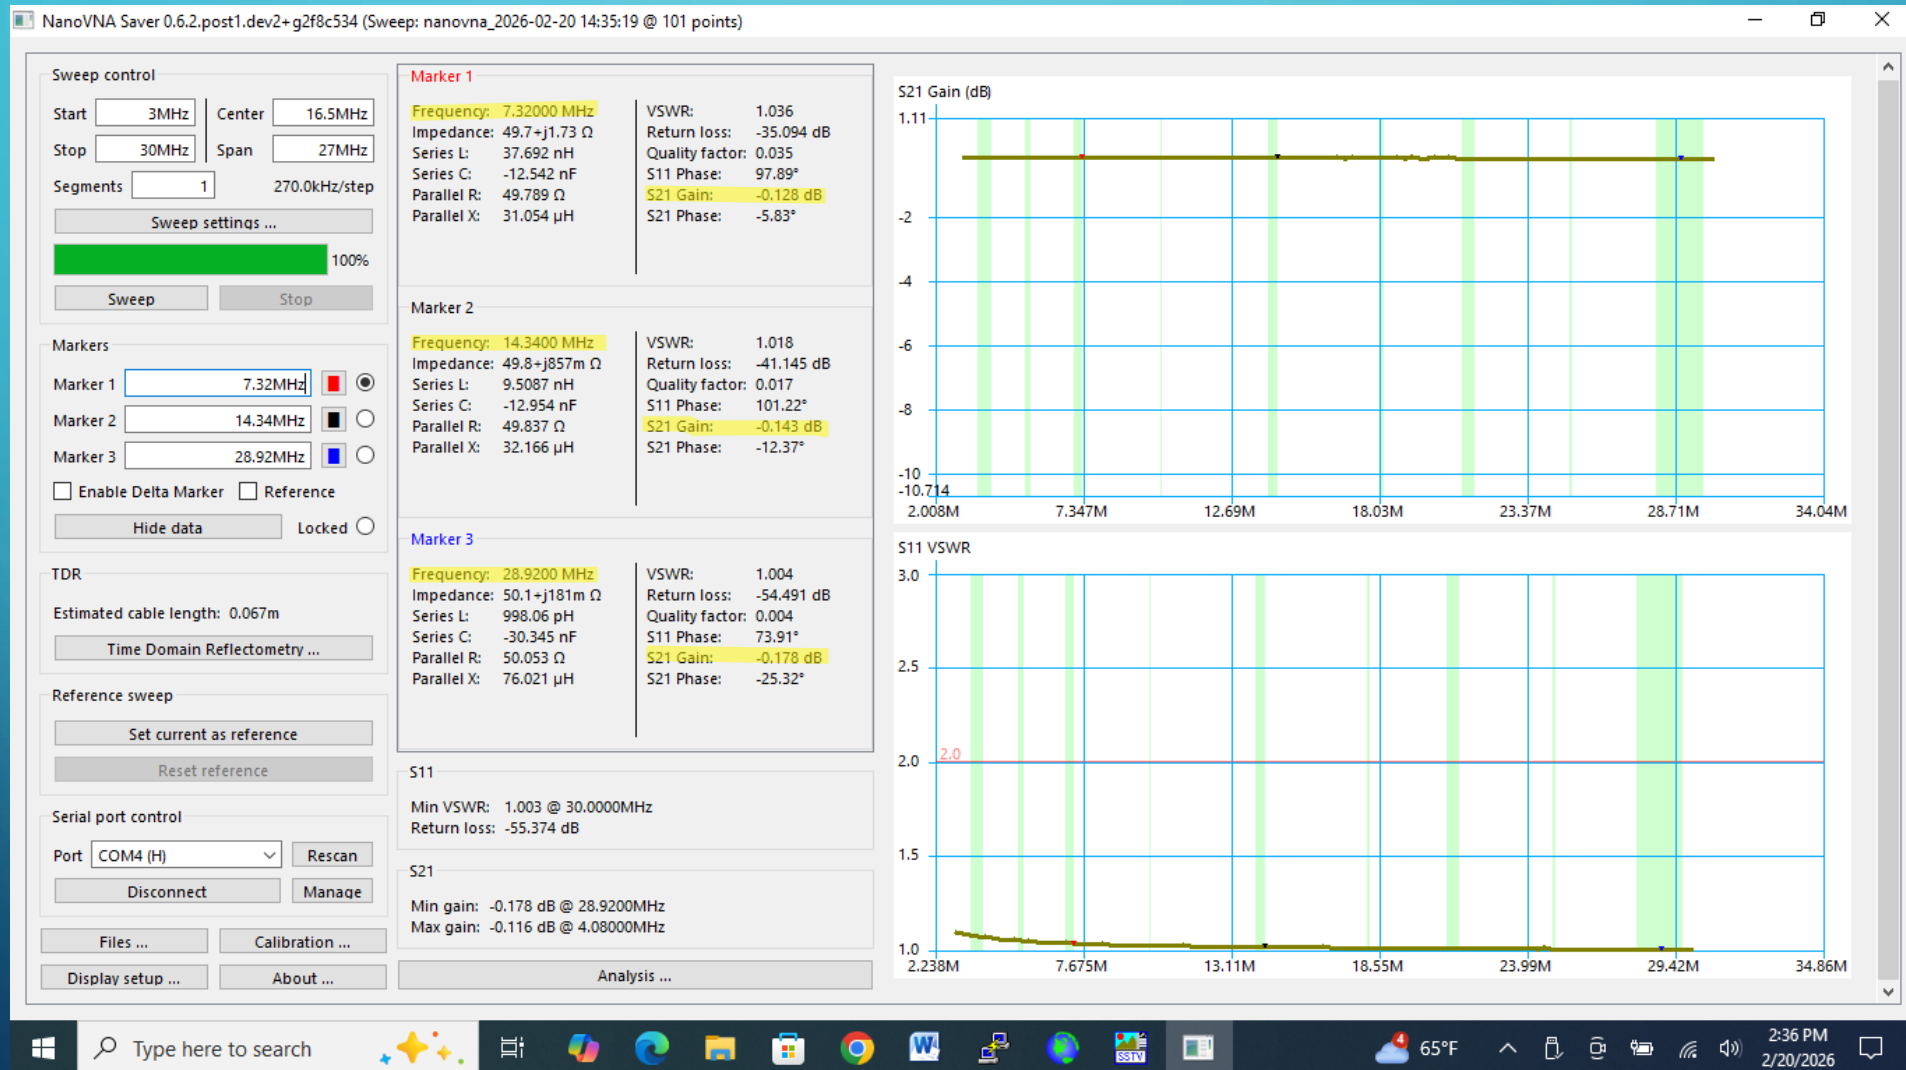 NanoVNA Saver 0.6.2.post1.dev2+g2f8c534 (Sweep: nanovna_2026-02-20 14:35:19 @ 101 points)
Sweep control
Start 3MHz Center 16.5MHz
Stop 30MHz Span 27MHz
Segments 1 270.0kHz/step
Sweep settings ...
100%
Sweep Stop
Markers
Marker 1 7.32MHz
Marker 2 14.34MHz
Marker 3 28.92MHz
Enable Delta Marker Reference
Hide data Locked
TDR
Estimated cable length: 0.067m
Time Domain Reflectometry ...
Reference sweep
Set current as reference
Reset reference
Serial port control
Port COM4 (H) Rescan
Disconnect Manage
Files ... Calibration ...
Display setup ... About ...
Marker 1
Frequency: 7.32000 MHz VSWR: 1.036
Impedance: 49.7+j1.73 Ω Return loss: -35.094 dB
Series L: 37.692 nH Quality factor: 0.035
Series C: -12.542 nF S11 Phase: 97.89°
Parallel R: 49.789 Ω S21 Gain: -0.128 dB
Parallel X: 31.054 µH S21 Phase: -5.83°
Marker 2
Frequency: 14.3400 MHz VSWR: 1.018
Impedance: 49.8+j857m Ω Return loss: -41.145 dB
Series L: 9.5087 nH Quality factor: 0.017
Series C: -12.954 nF S11 Phase: 101.22°
Parallel R: 49.837 Ω S21 Gain: -0.143 dB
Parallel X: 32.166 µH S21 Phase: -12.37°
Marker 3
Frequency: 28.9200 MHz VSWR: 1.004
Impedance: 50.1+j181m Ω Return loss: -54.491 dB
Series L: 998.06 pH Quality factor: 0.004
Series C: -30.345 nF S11 Phase: 73.91°
Parallel R: 50.053 Ω S21 Gain: -0.178 dB
Parallel X: 76.021 µH S21 Phase: -25.32°
S11
Min VSWR: 1.003 @ 30.0000MHz
Return loss: -55.374 dB
S21
Min gain: -0.178 dB @ 28.9200MHz
Max gain: -0.116 dB @ 4.08000MHz
Analysis ...
S21 Gain (dB)
1.11
-2
-4
-6
-8
-10
-10.714
2.008M 7.347M 12.69M 18.03M 23.37M 28.71M 34.04M
S11 VSWR
3.0
2.5
2.0 2.0
1.5
1.0
2.238M 7.675M 13.11M 18.55M 23.99M 29.42M 34.86M
Type here to search
W
SSTV
4
65°F
2:36 PM
2/20/2026